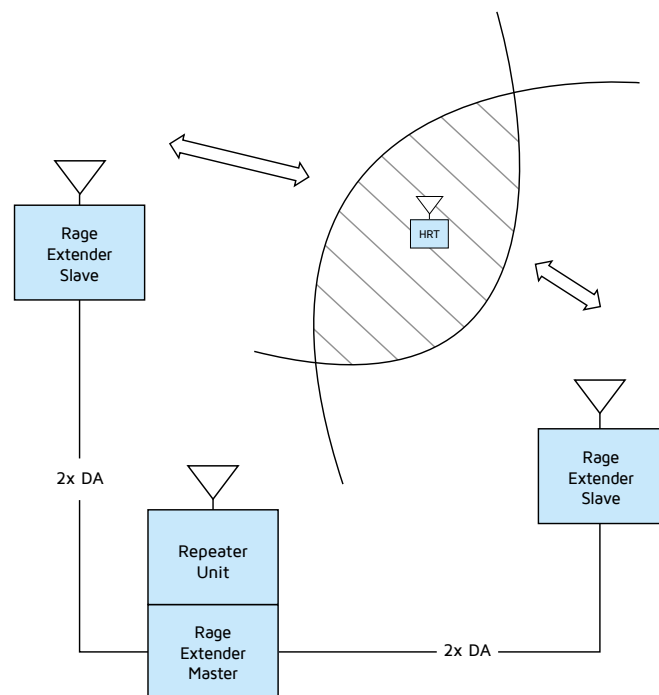 Rage
Extender
Slave
HRT
2x DA
Rage
Extender
Slave
Repeater
Unit
Rage
Extender
Master
2x DA